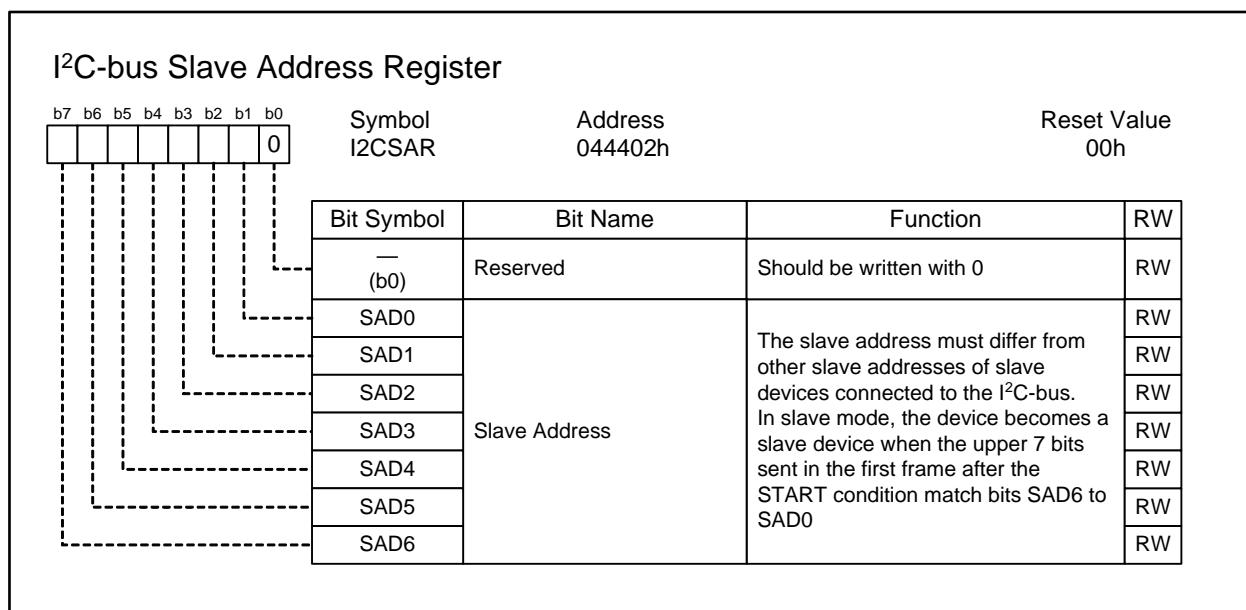 I²C-bus Slave Address Register
b7 b6 b5 b4 b3 b2 b1 b0
0
Symbol Address Reset Value
I2CSAR 044402h 00h
Bit Symbol Bit Name Function RW
—
(b0) Reserved Should be written with 0 RW
SAD0 RW
SAD1 RW
SAD2 RW
SAD3 RW
SAD4 RW
SAD5 RW
SAD6 RW
Slave Address
The slave address must differ from
other slave addresses of slave
devices connected to the I²C-bus.
In slave mode, the device becomes a
slave device when the upper 7 bits
sent in the first frame after the
START condition match bits SAD6 to
SAD0